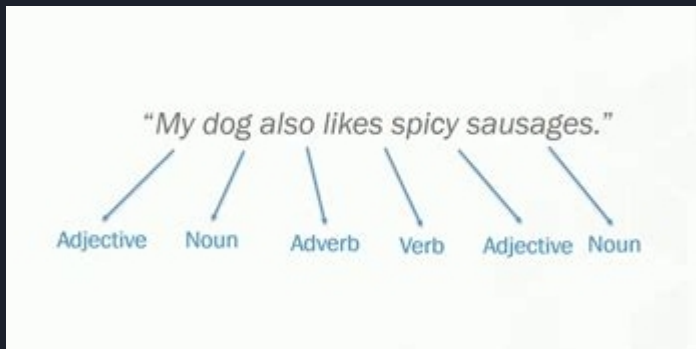 “My dog also likes spicy sausages.”
Adjective Noun Adverb Verb Adjective Noun